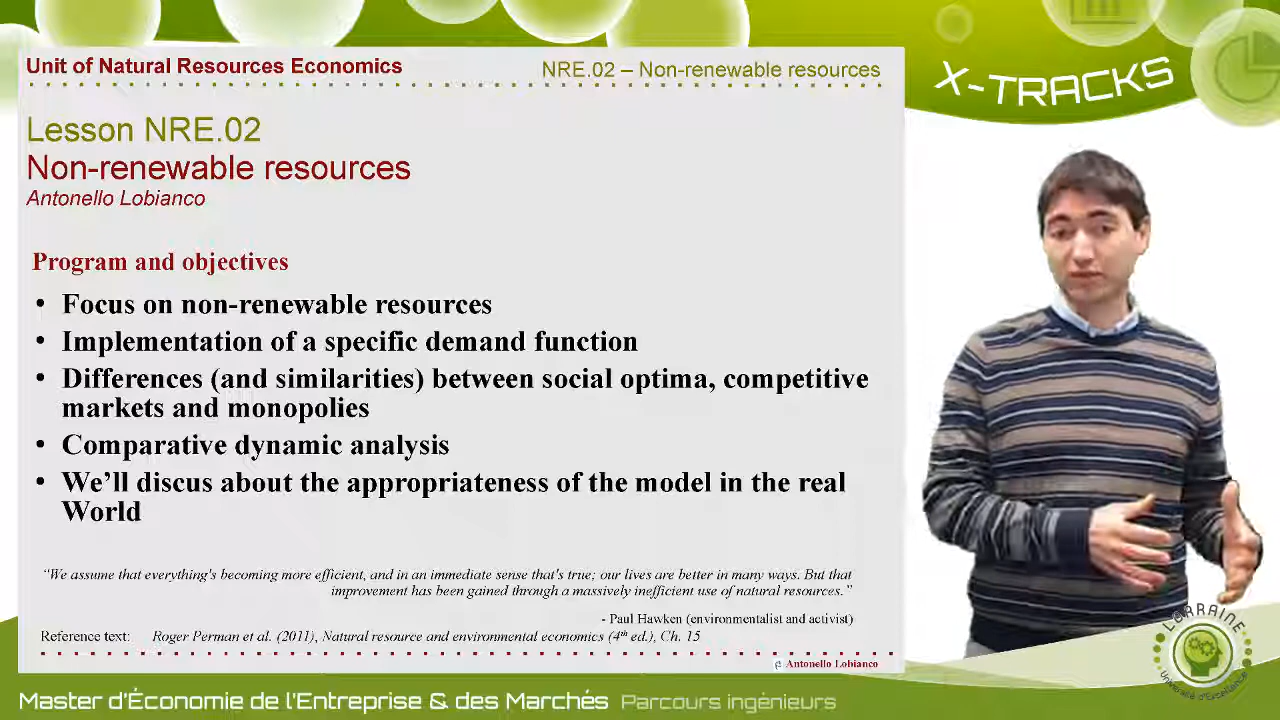 Unit of Natural Resources Economics
NRE.02 – Non-renewable resources
X-TRACKS
Lesson NRE.02
Non-renewable resources
Antonello Lobianco
Program and objectives
• Focus on non-renewable resources
• Implementation of a specific demand function
• Differences (and similarities) between social optima, competitive
markets and monopolies
• Comparative dynamic analysis
• We’ll discus about the appropriateness of the model in the real
World
“We assume that everything's becoming more efficient, and in an immediate sense that's true; our lives are better in many ways. But that
improvement has been gained through a massively inefficient use of natural resources.”
- Paul Hawken (environmentalist and activist)
Reference text: Roger Perman et al. (2011), Natural resource and environmental economics (4th ed.), Ch. 15
Antonello Lobianco
LORRAINE
Université d'Excellence
Master d'Économie de l'Entreprise & des Marchés Parcours ingénieurs